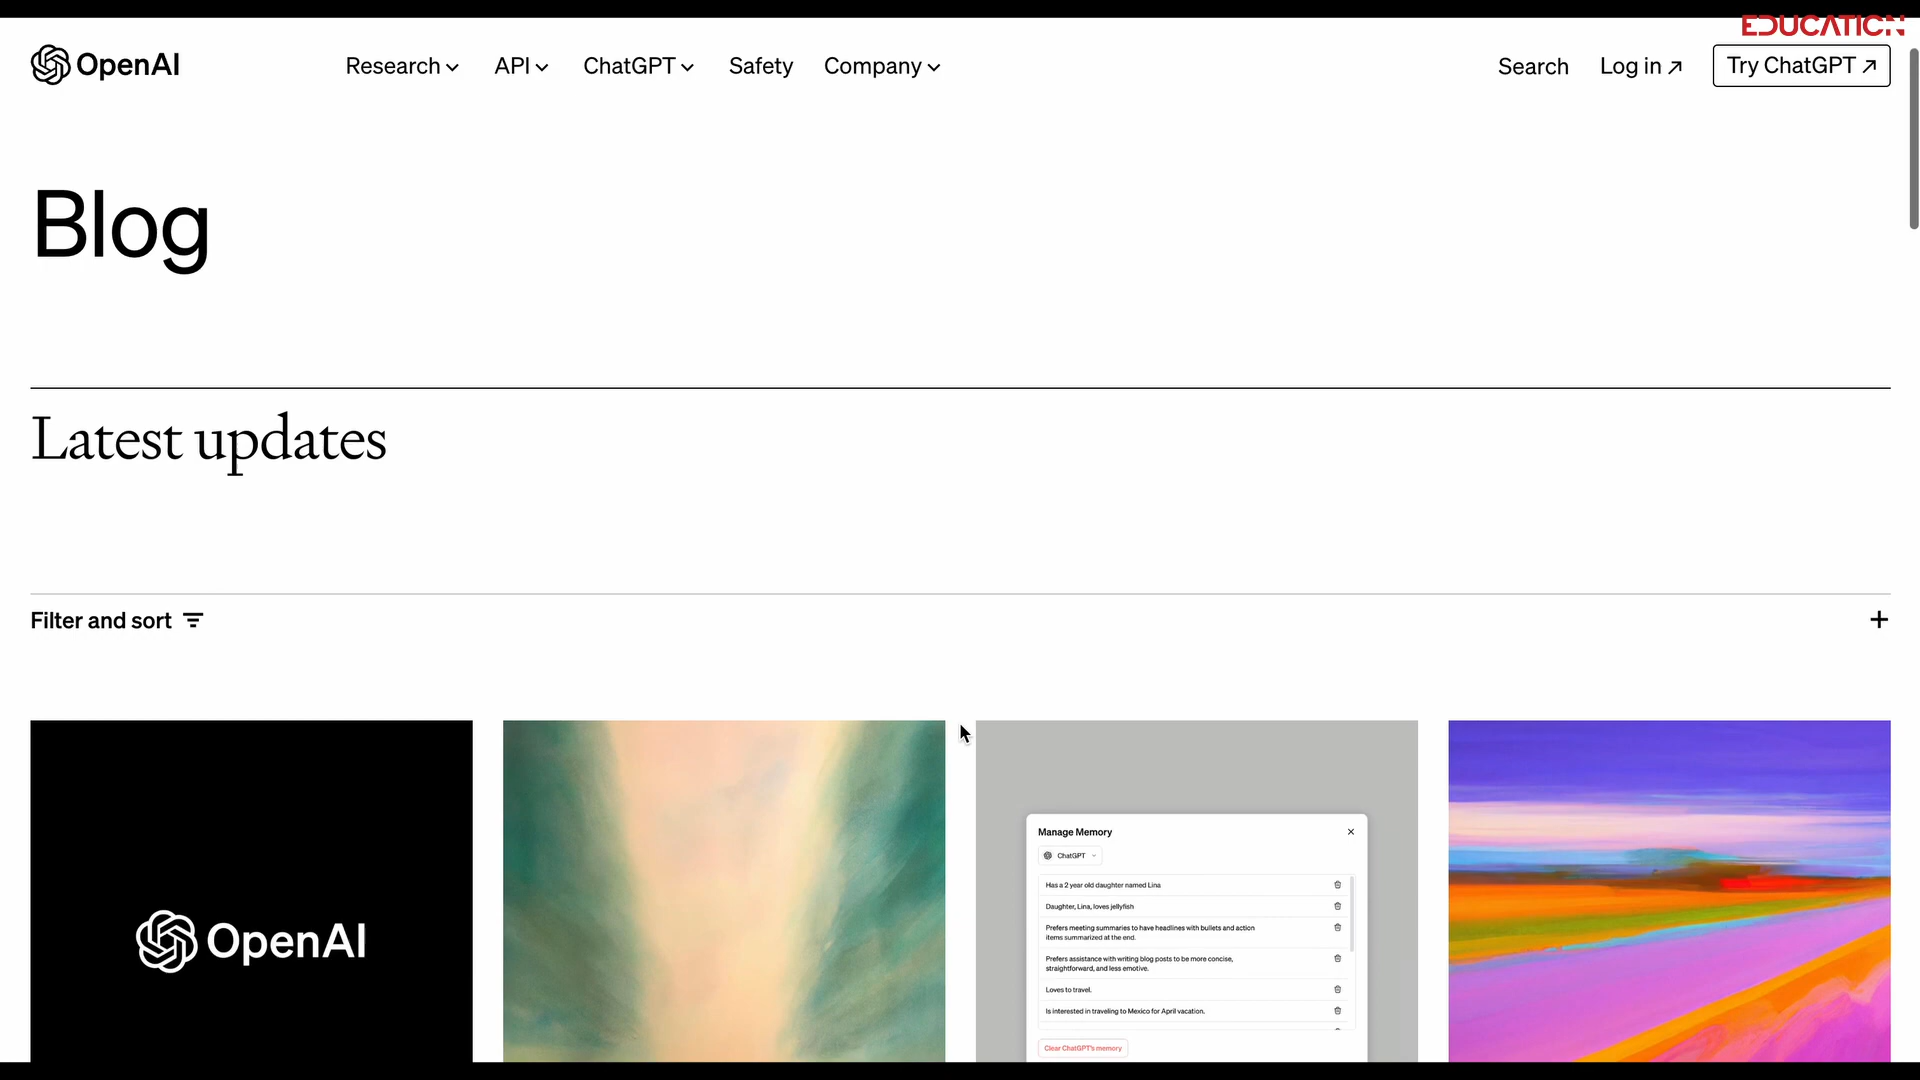 EDUCATION
OpenAI
Research
API
ChatGPT
Safety
Company
Search
Log in
Try ChatGPT
Blog
Latest updates
Filter and sort
OpenAI
Manage Memory
ChatGPT
Has a 2 year old daughter named Lina
Daughter, Lina, loves jellyfish
Prefers meeting summaries to have headlines with bullets and action
items summarized at the end.
Prefers assistance with writing blog posts to be more concise,
straightforward, and less emotive.
Loves to travel.
Is interested in traveling to Mexico for April vacation.
Clear ChatGPT's memory